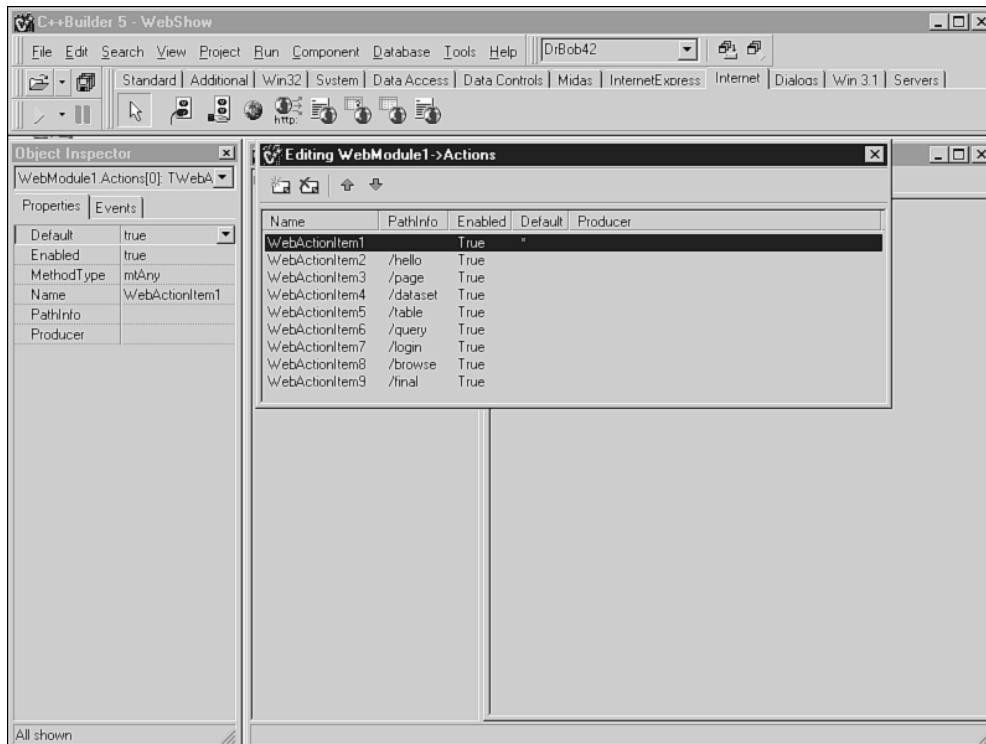 C++Builder 5 - WebShow
File Edit Search View Project Run Component Database Tools Help DrBob42
Standard Additional Win32 System Data Access Data Controls Midas InternetExpress Internet Dialogs Win 3.1 Servers
http:
Object Inspector
WebModule1.Actions[0]: TWebA
Properties Events
Default true
Enabled true
MethodType mtAny
Name WebActionItem1
PathInfo
Producer
All shown
Editing WebModule1->Actions
Name PathInfo Enabled Default Producer
WebActionItem1 True *
WebActionItem2 /hello True
WebActionItem3 /page True
WebActionItem4 /dataset True
WebActionItem5 /table True
WebActionItem6 /query True
WebActionItem7 /login True
WebActionItem8 /browse True
WebActionItem9 /final True